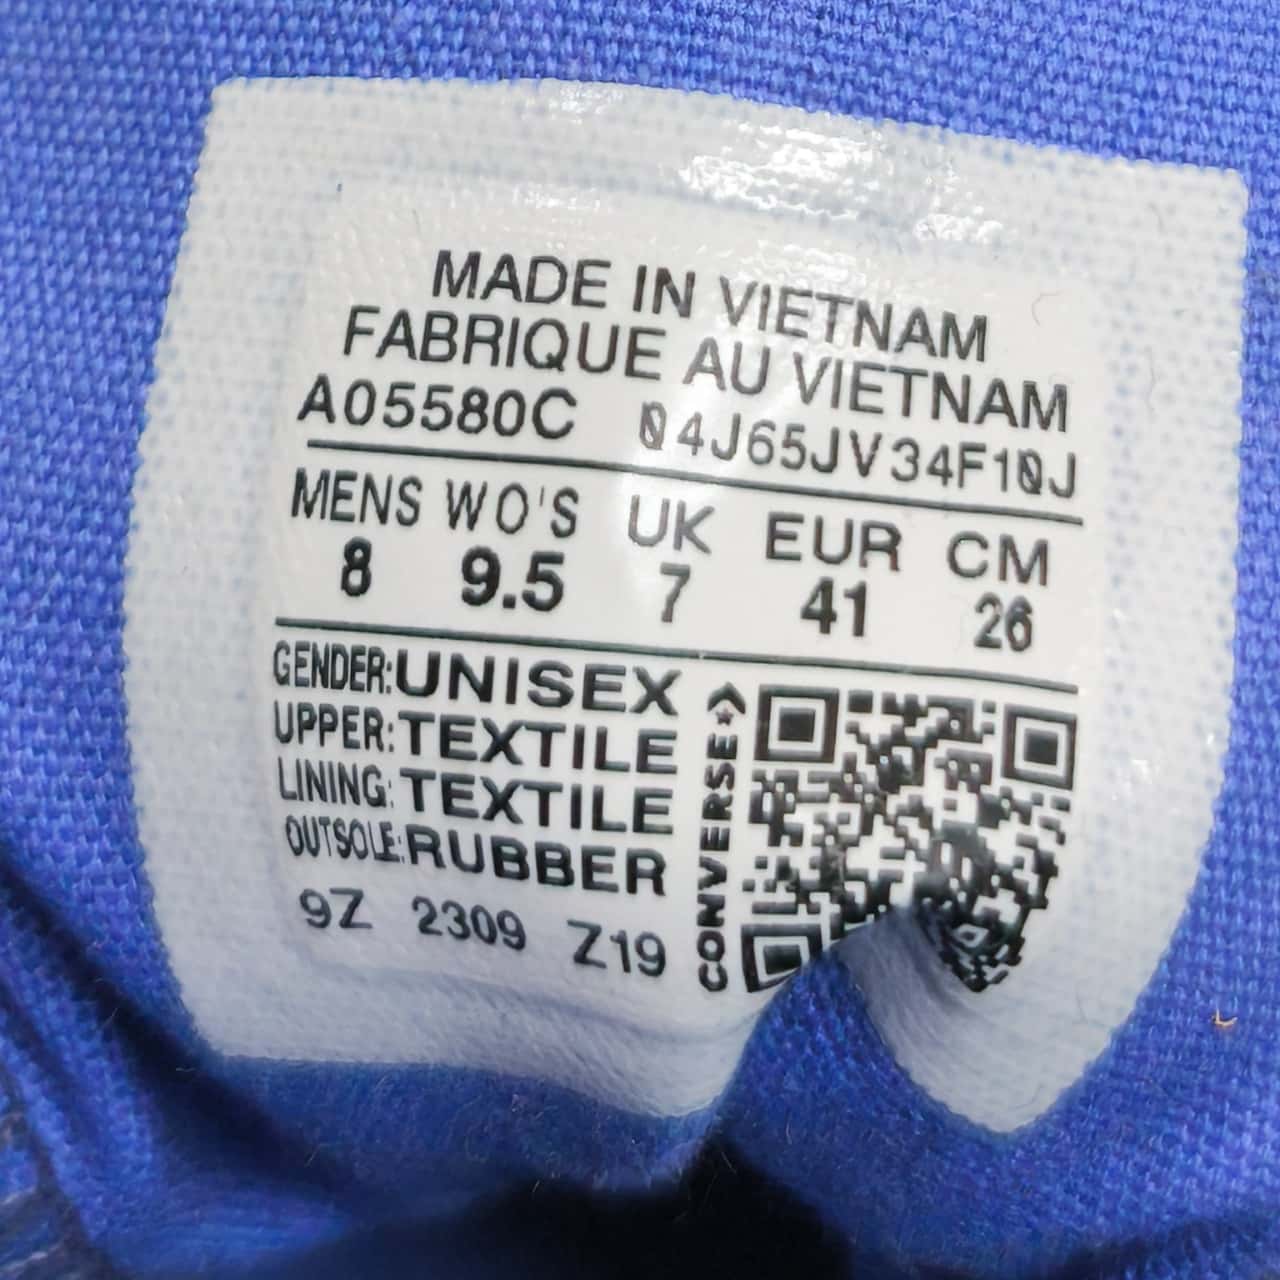 MADE IN VIETNAM
FABRIQUE AU VIETNAM
A05580C 04J65JV34F10J
MENS WO'S UK EUR CM
8 9.5 7 41 26
GENDER:UNISEX
UPPER:TEXTILE
LINING:TEXTILE
OUTSOLE:RUBBER
9Z 2309 Z19
CONVERSE